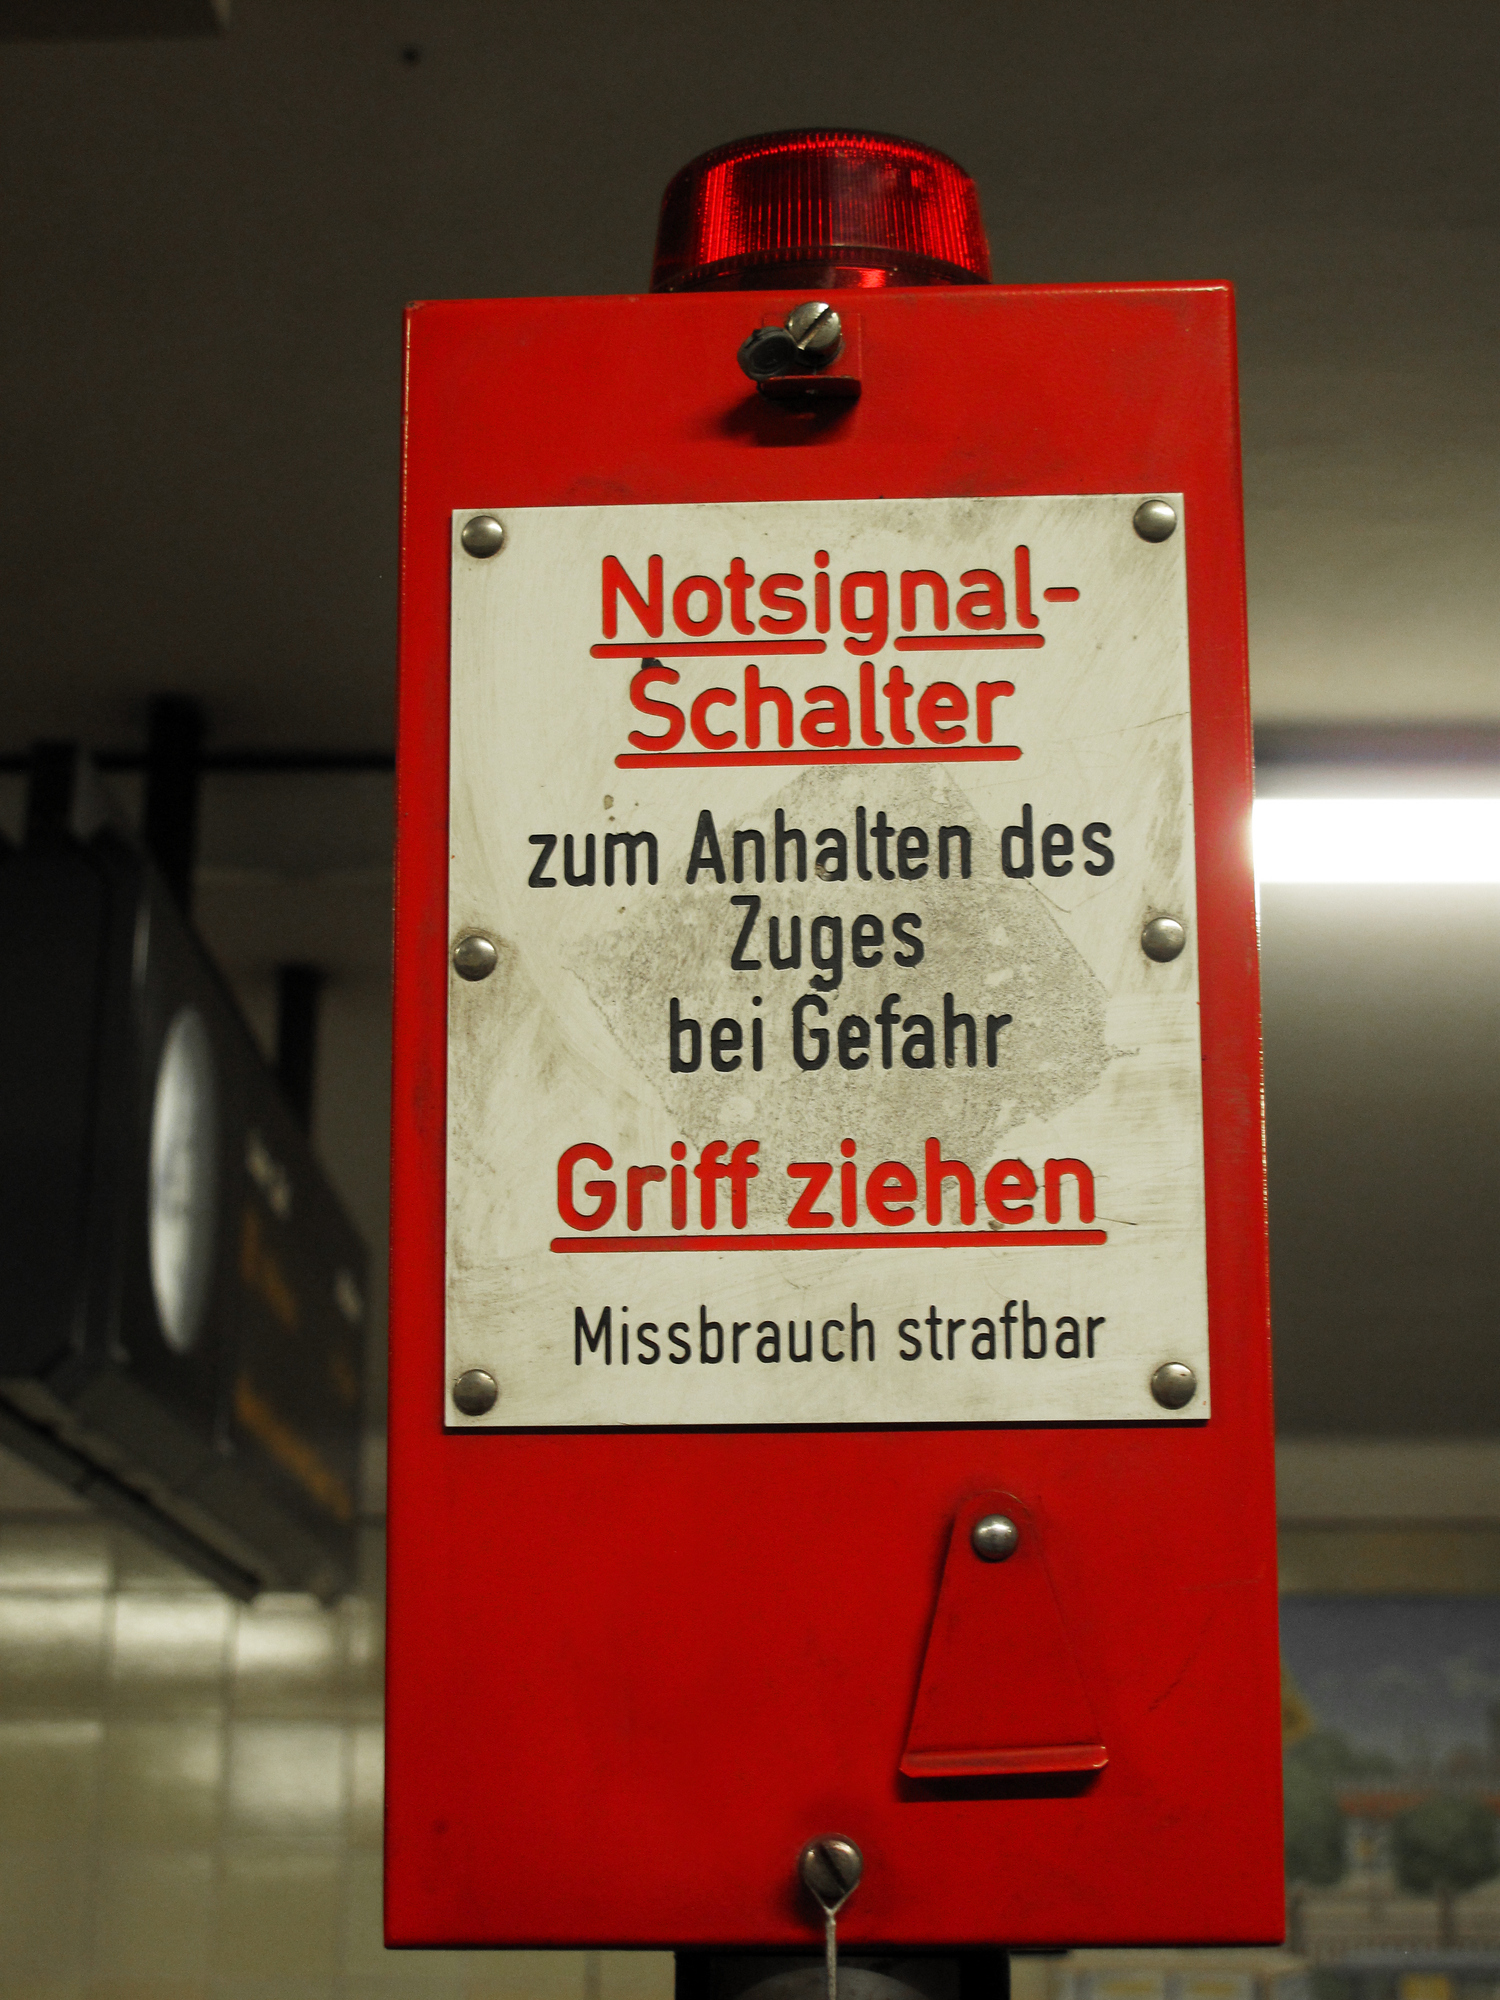 Notsignal-
Schalter
zum Anhalten des
Zuges
bei Gefahr
Griff ziehen
Missbrauch strafbar